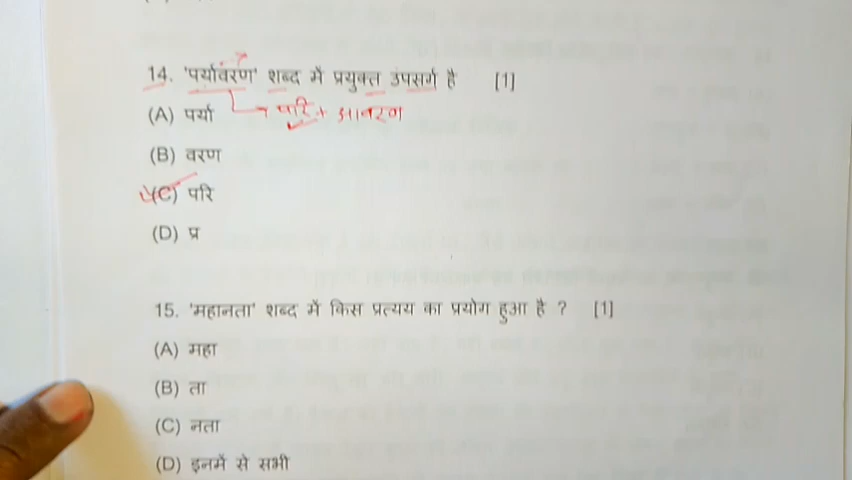 14. 'पर्यावरण' शब्द में प्रयुक्त उपसर्ग है [1]
(A) पर्या → परि + आवरण
(B) वरण
(C) परि
(D) प्र
15. 'महानता' शब्द में किस प्रत्यय का प्रयोग हुआ है ? [1]
(A) महा
(B) ता
(C) नता
(D) इनमें से सभी